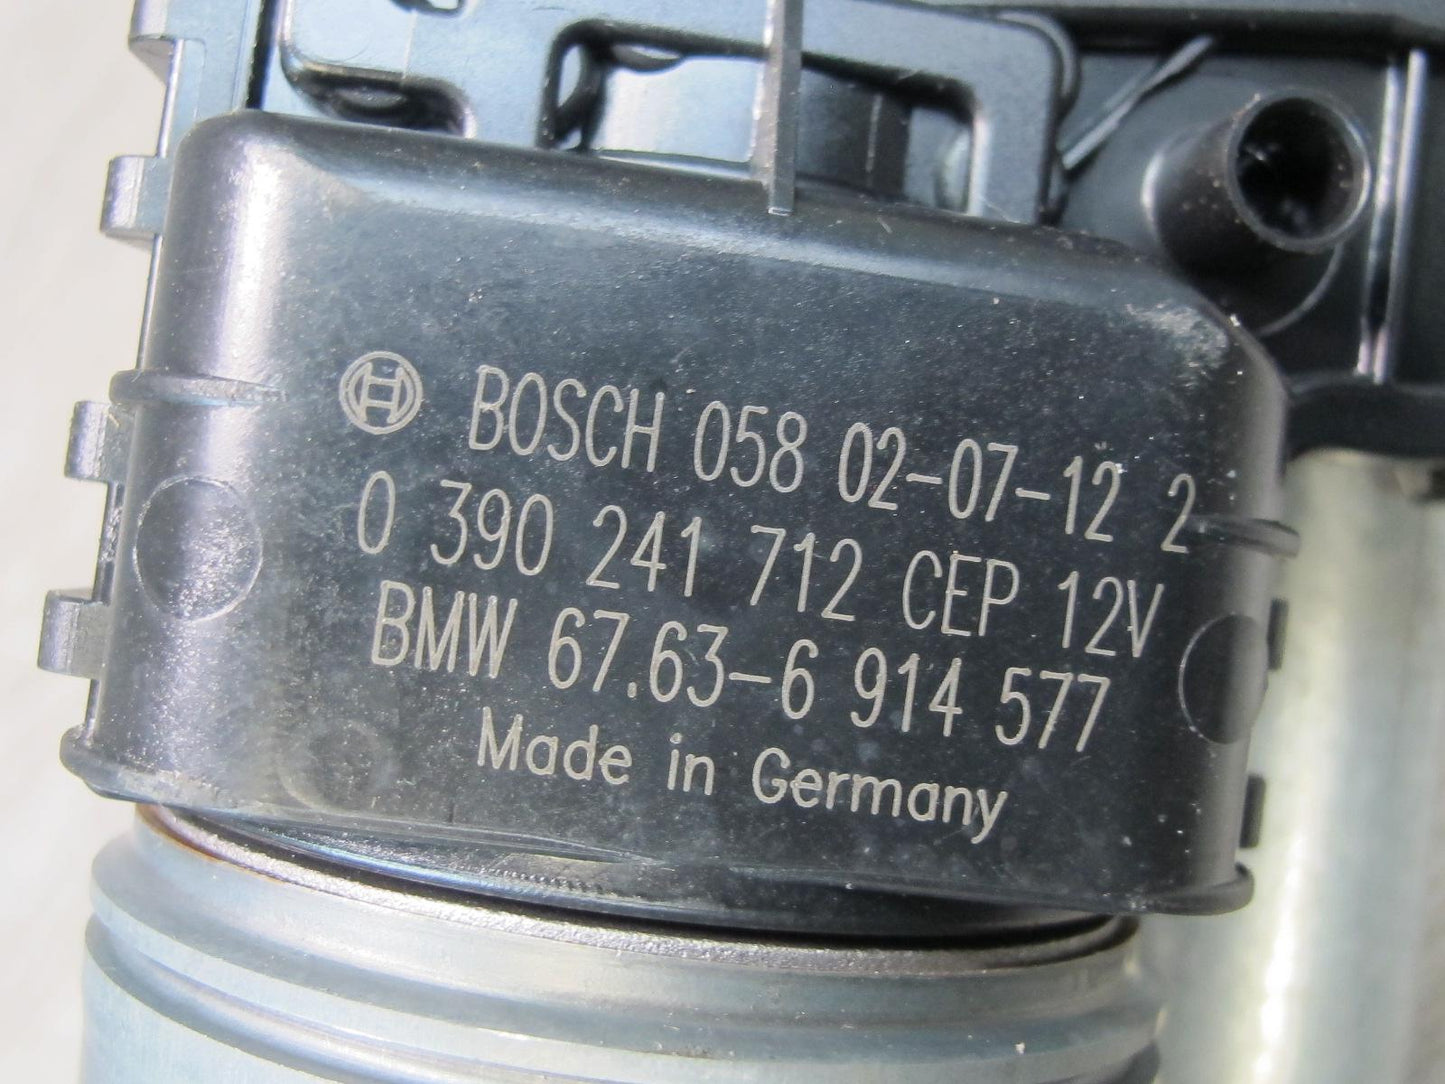 BOSCH 058 02-07-12 2
0 390 241 712 CEP 12V
BMW 67.63-6 914 577
Made in Germany